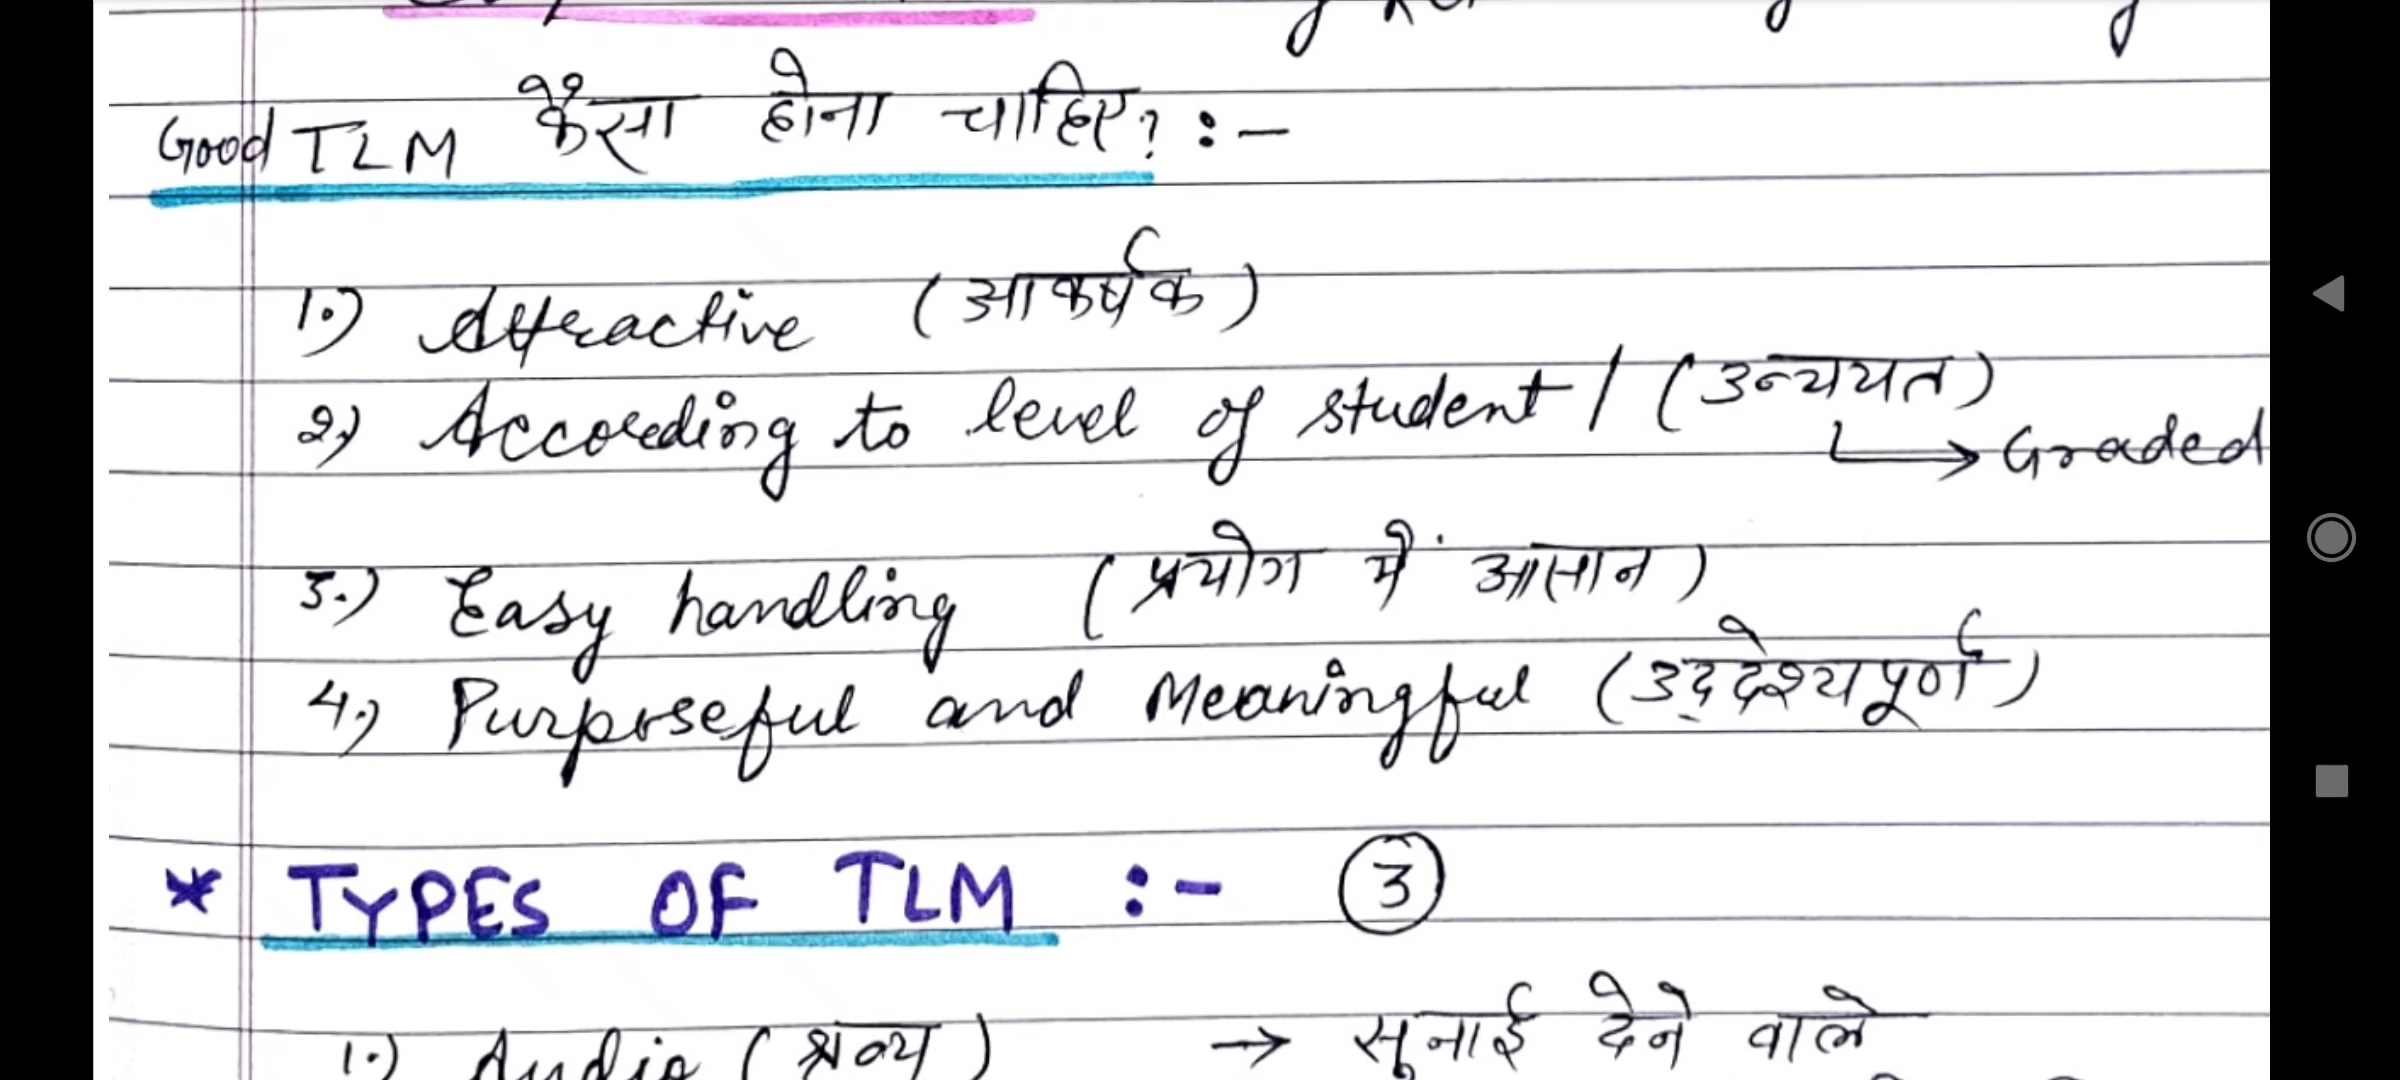 Good TLM कैसा होना चाहिए? :-
1.) Attractive (आकर्षक)
2.) According to level of student / (उन्ययत)
↳ Graded
3.) Easy handling (प्रयोग में आसान)
4.) Purposeful and Meaningful (उद्देश्यपूर्ण)
* TYPES OF TLM :- ③
1.) Audio (श्रव्य) → सुनाई देने वाले